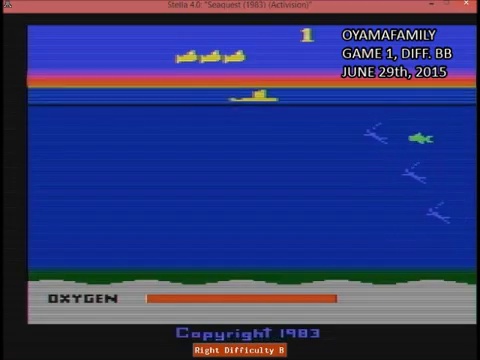 Stella 4.0: "Seaquest (1983) (Activision)"
1
OYAMAFAMILY
GAME 1, DIFF. BB
JUNE 29th, 2015
OXYGEN
Copyright 1983
Right Difficulty B